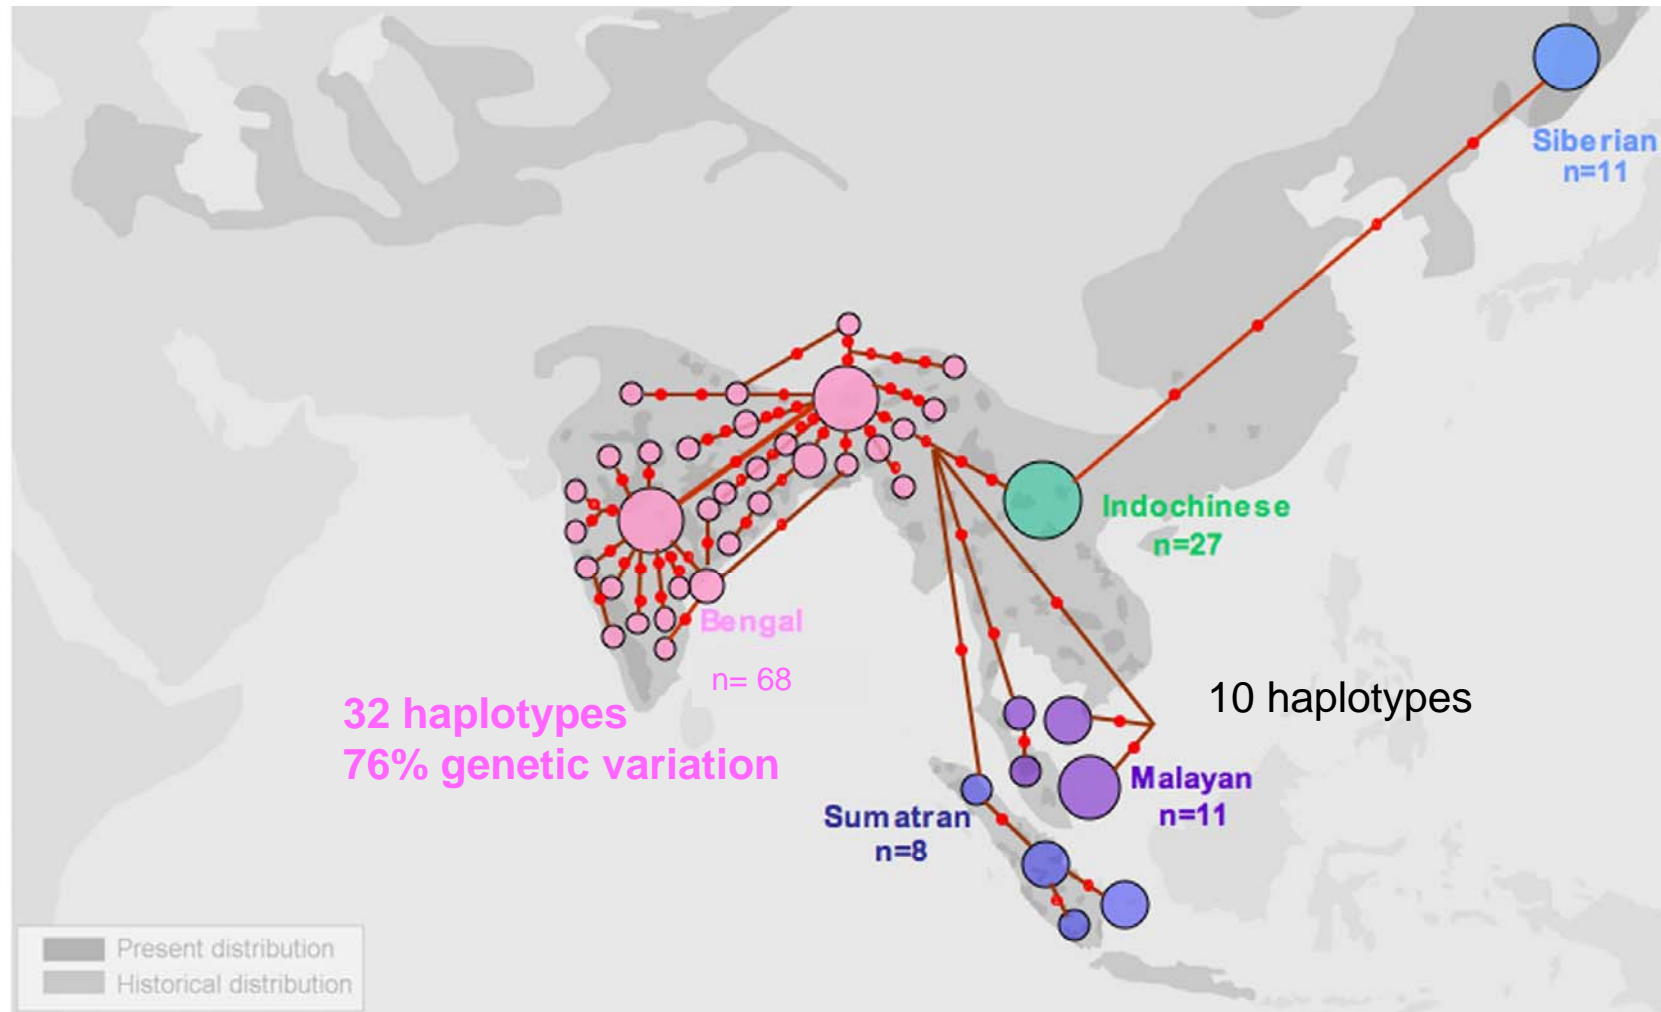 Siberian
n=11
Indochinese
n=27
Bengal
n= 68
32 haplotypes
76% genetic variation
10 haplotypes
Malayan
n=11
Sumatran
n=8
Present distribution
Historical distribution